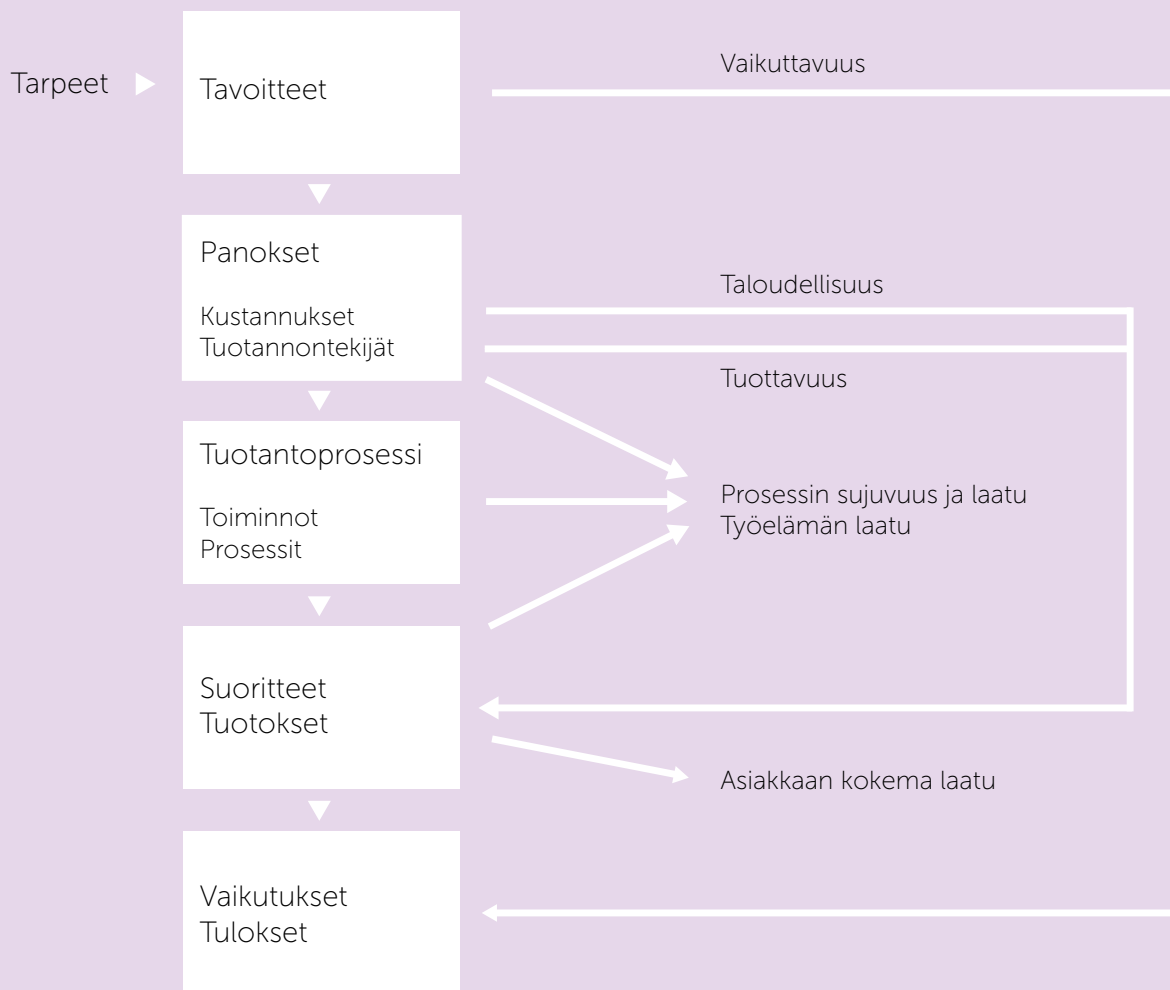 Tarpeet
Tavoitteet
Vaikuttavuus
Panokset
Kustannukset
Tuotannontekijät
Taloudellisuus
Tuottavuus
Tuotantoprosessi
Toiminnot
Prosessit
Prosessin sujuvuus ja laatu
Työelämän laatu
Suoritteet
Tuotokset
Asiakkaan kokema laatu
Vaikutukset
Tulokset